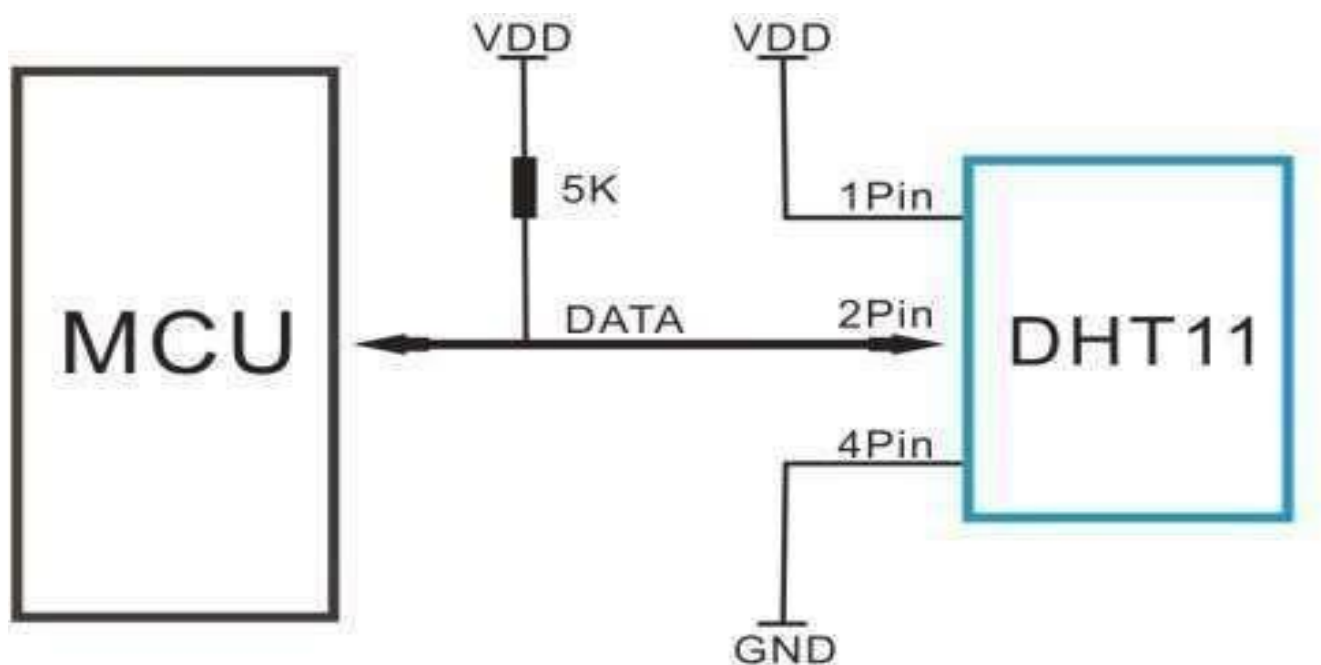 VDD
VDD
5K
1Pin
MCU
DATA
2Pin
DHT11
4Pin
GND